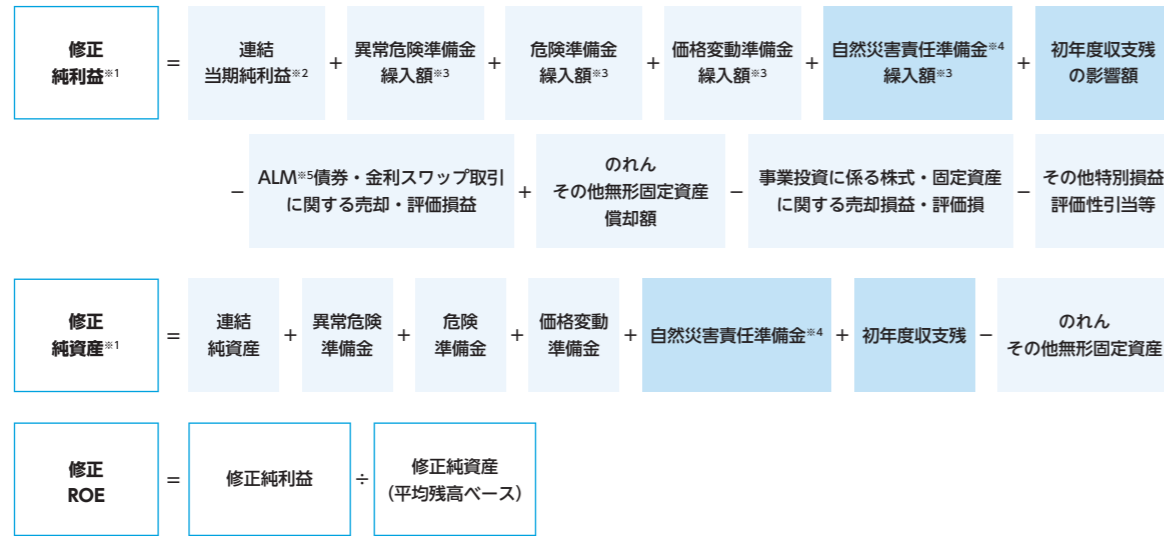 修正 純利益※1 = 連結 当期純利益※2 + 異常危険準備金 繰入額※3 + 危険準備金 繰入額※3 + 価格変動準備金 繰入額※3 + 自然災害責任準備金※4 繰入額※3 + 初年度収支残 の影響額
− ALM※5債券・金利スワップ取引 に関する売却・評価損益 + のれん その他無形固定資産 償却額 − 事業投資に係る株式・固定資産 に関する売却損益・評価損 − その他特別損益 評価性引当等
修正 純資産※1 = 連結 純資産 + 異常危険 準備金 + 危険 準備金 + 価格変動 準備金 + 自然災害責任準備金※4 + 初年度収支残 − のれん その他無形固定資産
修正 ROE = 修正純利益 ÷ 修正純資産 (平均残高ベース)